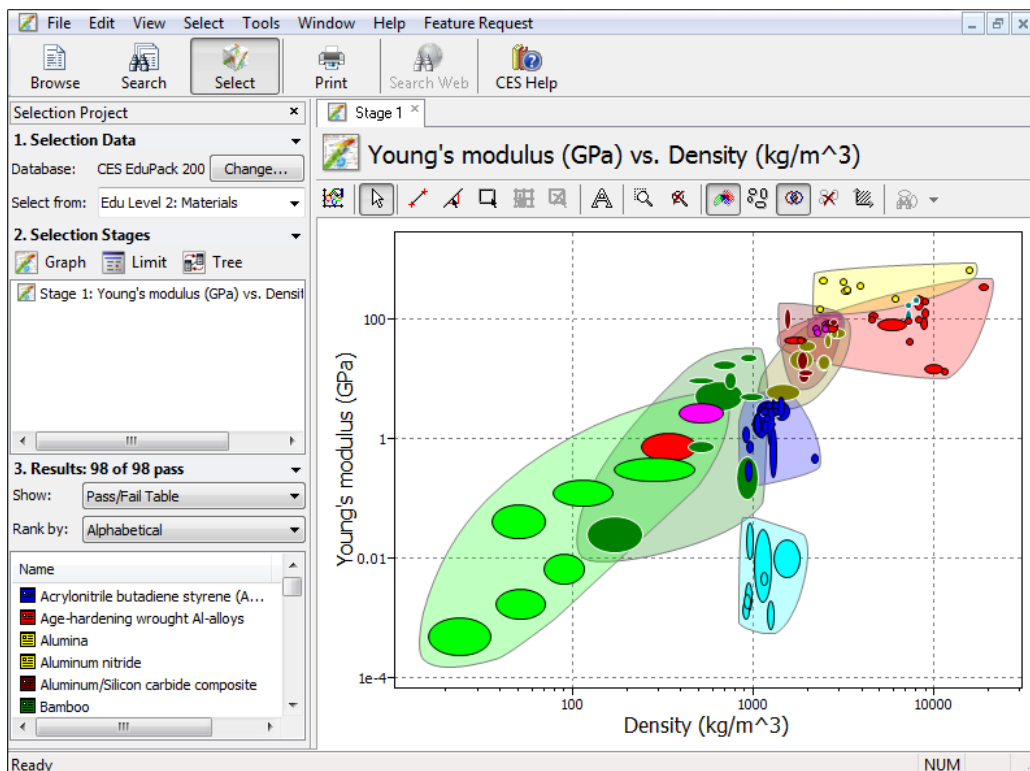 File Edit View Select Tools Window Help Feature Request
Browse Search Select Print Search Web CES Help
Selection Project
Stage 1
1. Selection Data
Database: CES EduPack 200 Change...
Select from: Edu Level 2: Materials
2. Selection Stages
Graph Limit Tree
Stage 1: Young's modulus (GPa) vs. Densit
3. Results: 98 of 98 pass
Show: Pass/Fail Table
Rank by: Alphabetical
Name
Acrylonitrile butadiene styrene (A...
Age-hardening wrought Al-alloys
Alumina
Aluminum nitride
Aluminum/Silicon carbide composite
Bamboo
Young's modulus (GPa) vs. Density (kg/m^3)
Young's modulus (GPa)
100
1
0.01
1e-4
100 1000 10000
Density (kg/m^3)
Ready NUM